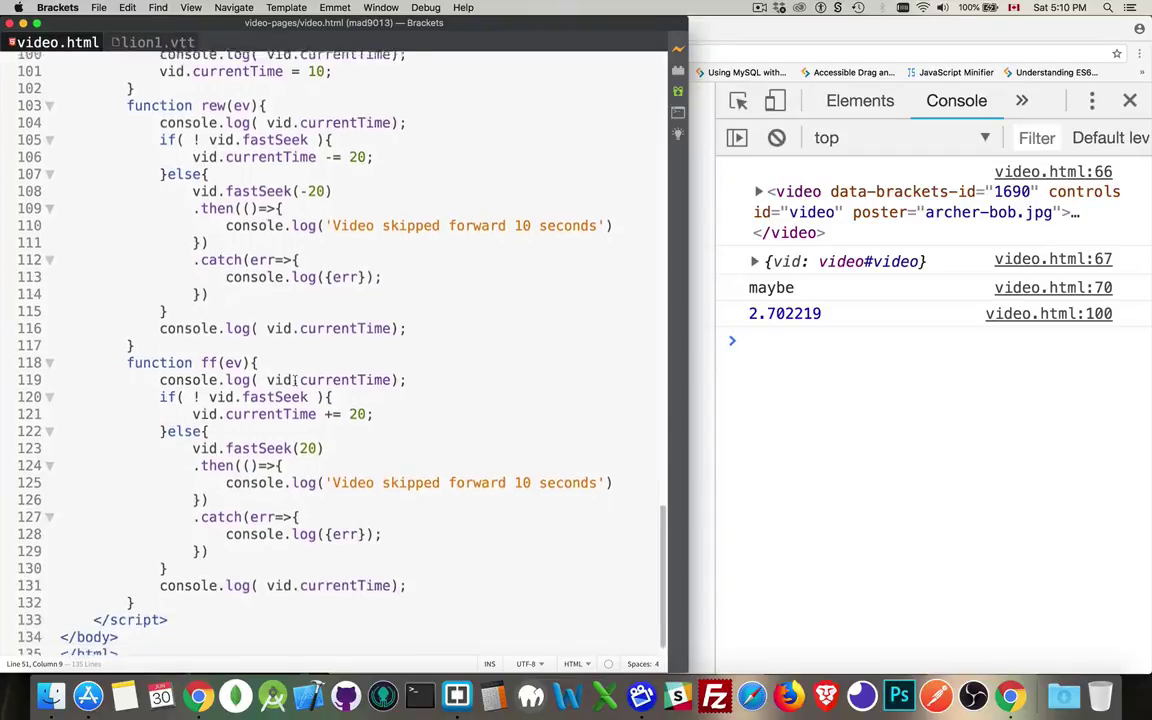 Brackets File Edit Find View Navigate Template Emmet Window Debug Help 100% Sat 5:10 PM
video-pages/video.html (mad9013) — Brackets
video.html lion1.vtt
100 console.log( vid.currentTime);
101 vid.currentTime = 10;
102 }
103 function rew(ev){
104 console.log( vid.currentTime);
105 if( ! vid.fastSeek ){
106 vid.currentTime -= 20;
107 }else{
108 vid.fastSeek(-20)
109 .then(()=>{
110 console.log('Video skipped forward 10 seconds')
111 })
112 .catch(err=>{
113 console.log({err});
114 })
115 }
116 console.log( vid.currentTime);
117 }
118 function ff(ev){
119 console.log( vid.currentTime);
120 if( ! vid.fastSeek ){
121 vid.currentTime += 20;
122 }else{
123 vid.fastSeek(20)
124 .then(()=>{
125 console.log('Video skipped forward 10 seconds')
126 })
127 .catch(err=>{
128 console.log({err});
129 })
130 }
131 console.log( vid.currentTime);
132 }
133 </script>
134 </body>
135 </html>
Line 51, Column 9 — 135 Lines
INS UTF-8 HTML Spaces: 4
Using MySQL with... Accessible Drag an... JavaScript Minifier Understanding ES6...
Elements Console
top Filter Default lev
video.html:66
<video data-brackets-id="1690" controls
id="video" poster="archer-bob.jpg">…
</video>
{vid: video#video} video.html:67
maybe video.html:70
2.702219 video.html:100
JUN
30
Ps